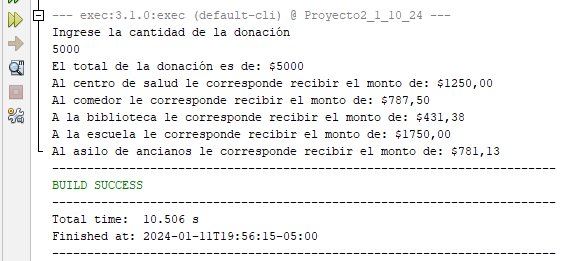 --- exec:3.1.0:exec (default-cli) @ Proyecto2_1_10_24 ---
Ingrese la cantidad de la donación
5000
El total de la donación es de: $5000
Al centro de salud le corresponde recibir el monto de: $1250,00
Al comedor le corresponde recibir el monto de: $787,50
A la biblioteca le corresponde recibir el monto de: $431,38
A la escuela le corresponde recibir el monto de: $1750,00
Al asilo de ancianos le corresponde recibir el monto de: $781,13
------------------------------------------------------------------------
BUILD SUCCESS
------------------------------------------------------------------------
Total time:  10.506 s
Finished at: 2024-01-11T19:56:15-05:00
------------------------------------------------------------------------